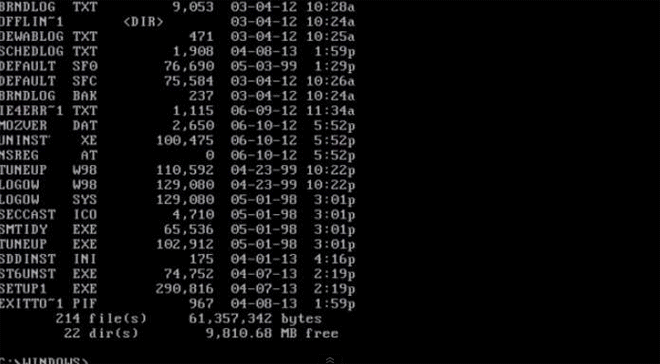 BRNDLOG  TXT         9,053  03-04-12 10:28a
OFFLIN~1      <DIR>         03-04-12 10:24a
OEWABLOG TXT           471  03-04-12 10:25a
SCHEDLOG TXT         1,908  04-08-13  1:59p
DEFAULT  SF0        76,690  05-03-99  1:29p
DEFAULT  SFC        75,584  03-04-12 10:26a
BRNDLOG  BAK           237  03-04-12 10:24a
IE4ERR~1 TXT         1,115  06-09-12 11:34a
MOZVER   DAT         2,650  06-10-12  5:52p
UNINST    XE       100,475  06-10-12  5:52p
NSREG     AT             0  06-10-12  5:52p
TUNEUP   W98       110,592  04-23-99 10:22p
LOGOW    W98       129,080  04-23-99 10:22p
LOGOW    SYS       129,080  05-01-98  3:01p
SECCAST  ICO         4,710  05-01-98  3:01p
SMTIDY   EXE        65,536  05-01-98  3:01p
TUNEUP   EXE       102,912  05-01-98  3:01p
SDDINST  INI           175  04-01-13  4:16p
ST6UNST  EXE        74,752  04-07-13  2:19p
SETUP1   EXE       290,816  04-07-13  2:19p
EXITTO~1 PIF           967  04-08-13  1:59p
214 file(s)     61,357,342 bytes
22 dir(s)        9,810.68 MB free
C:\WINDOWS>